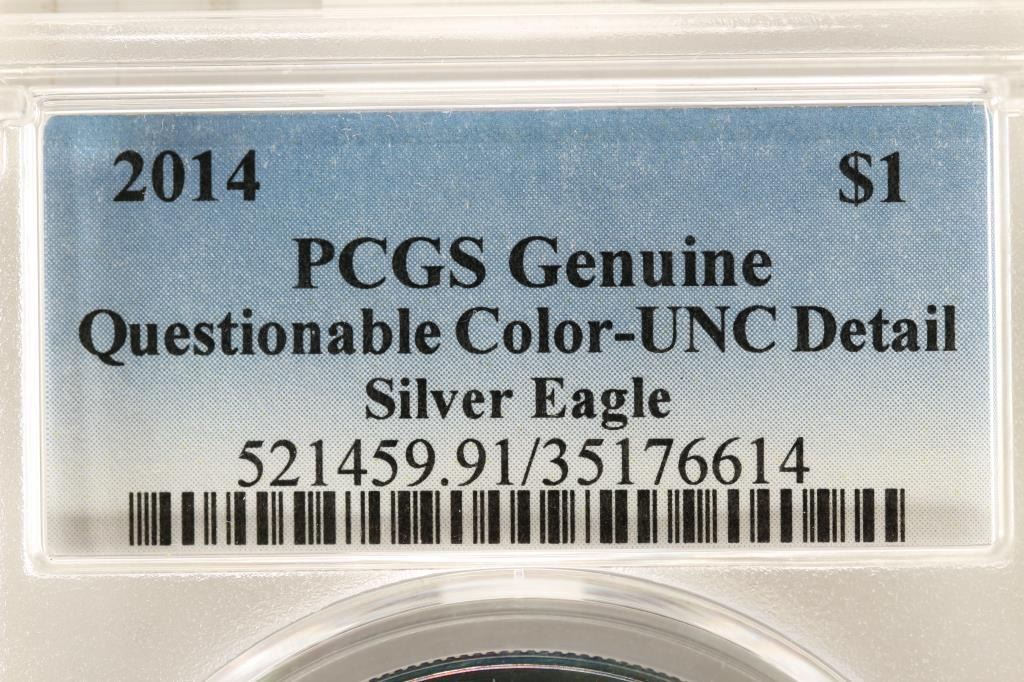 2014 $1
PCGS Genuine
Questionable Color-UNC Detail
Silver Eagle
521459.91/35176614